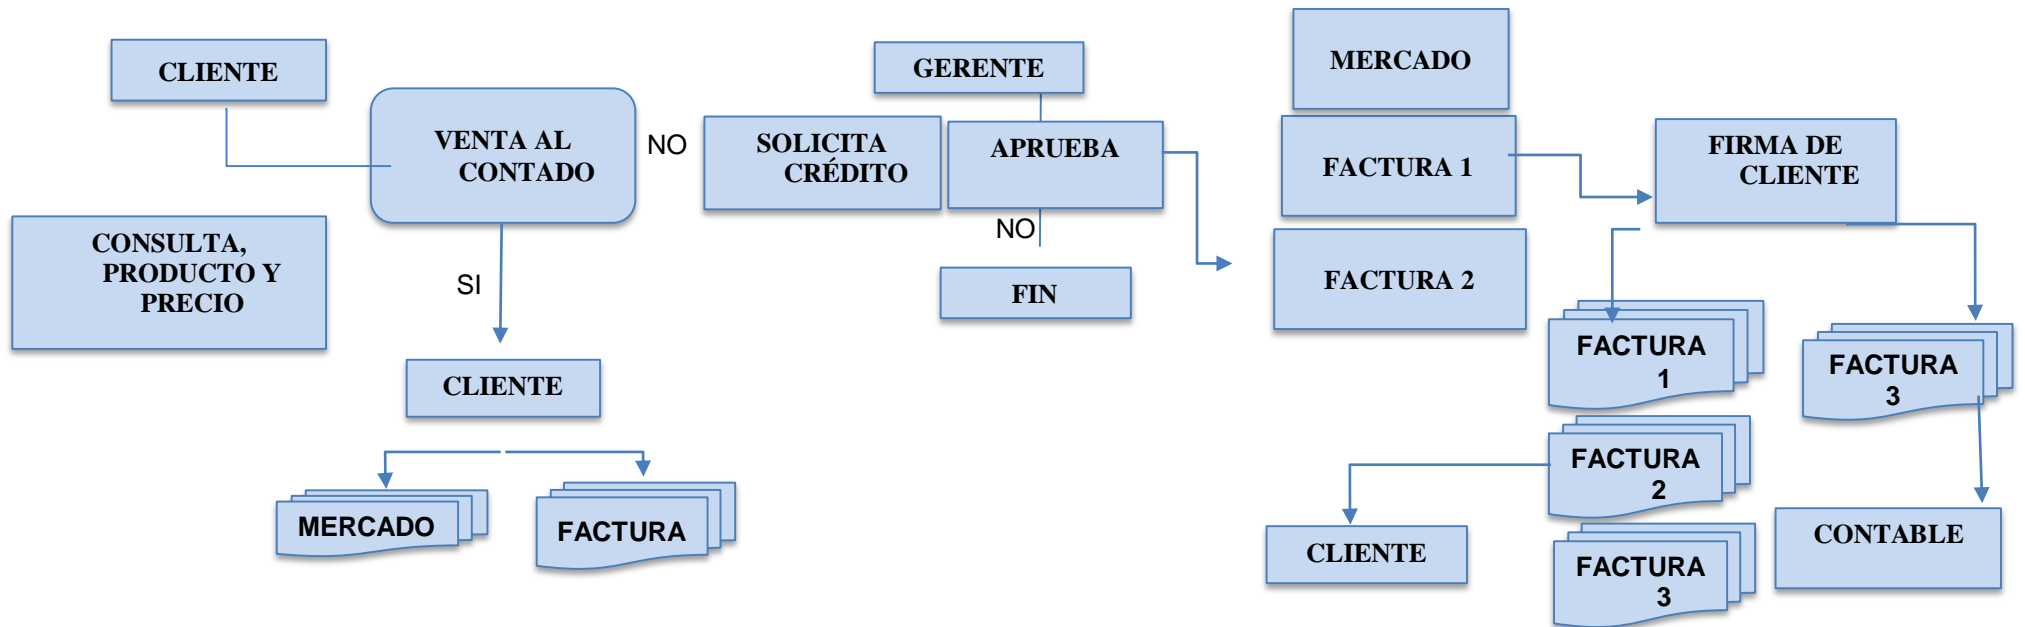 CLIENTE
VENTA AL
CONTADO
CONSULTA,
PRODUCTO Y
PRECIO
SI
CLIENTE
MERCADO
FACTURA
NO
SOLICITA
CRÉDITO
GERENTE
APRUEBA
NO
FIN
MERCADO
FACTURA 1
FACTURA 2
FIRMA DE
CLIENTE
FACTURA
1
FACTURA
2
FACTURA
3
CLIENTE
FACTURA
3
CONTABLE